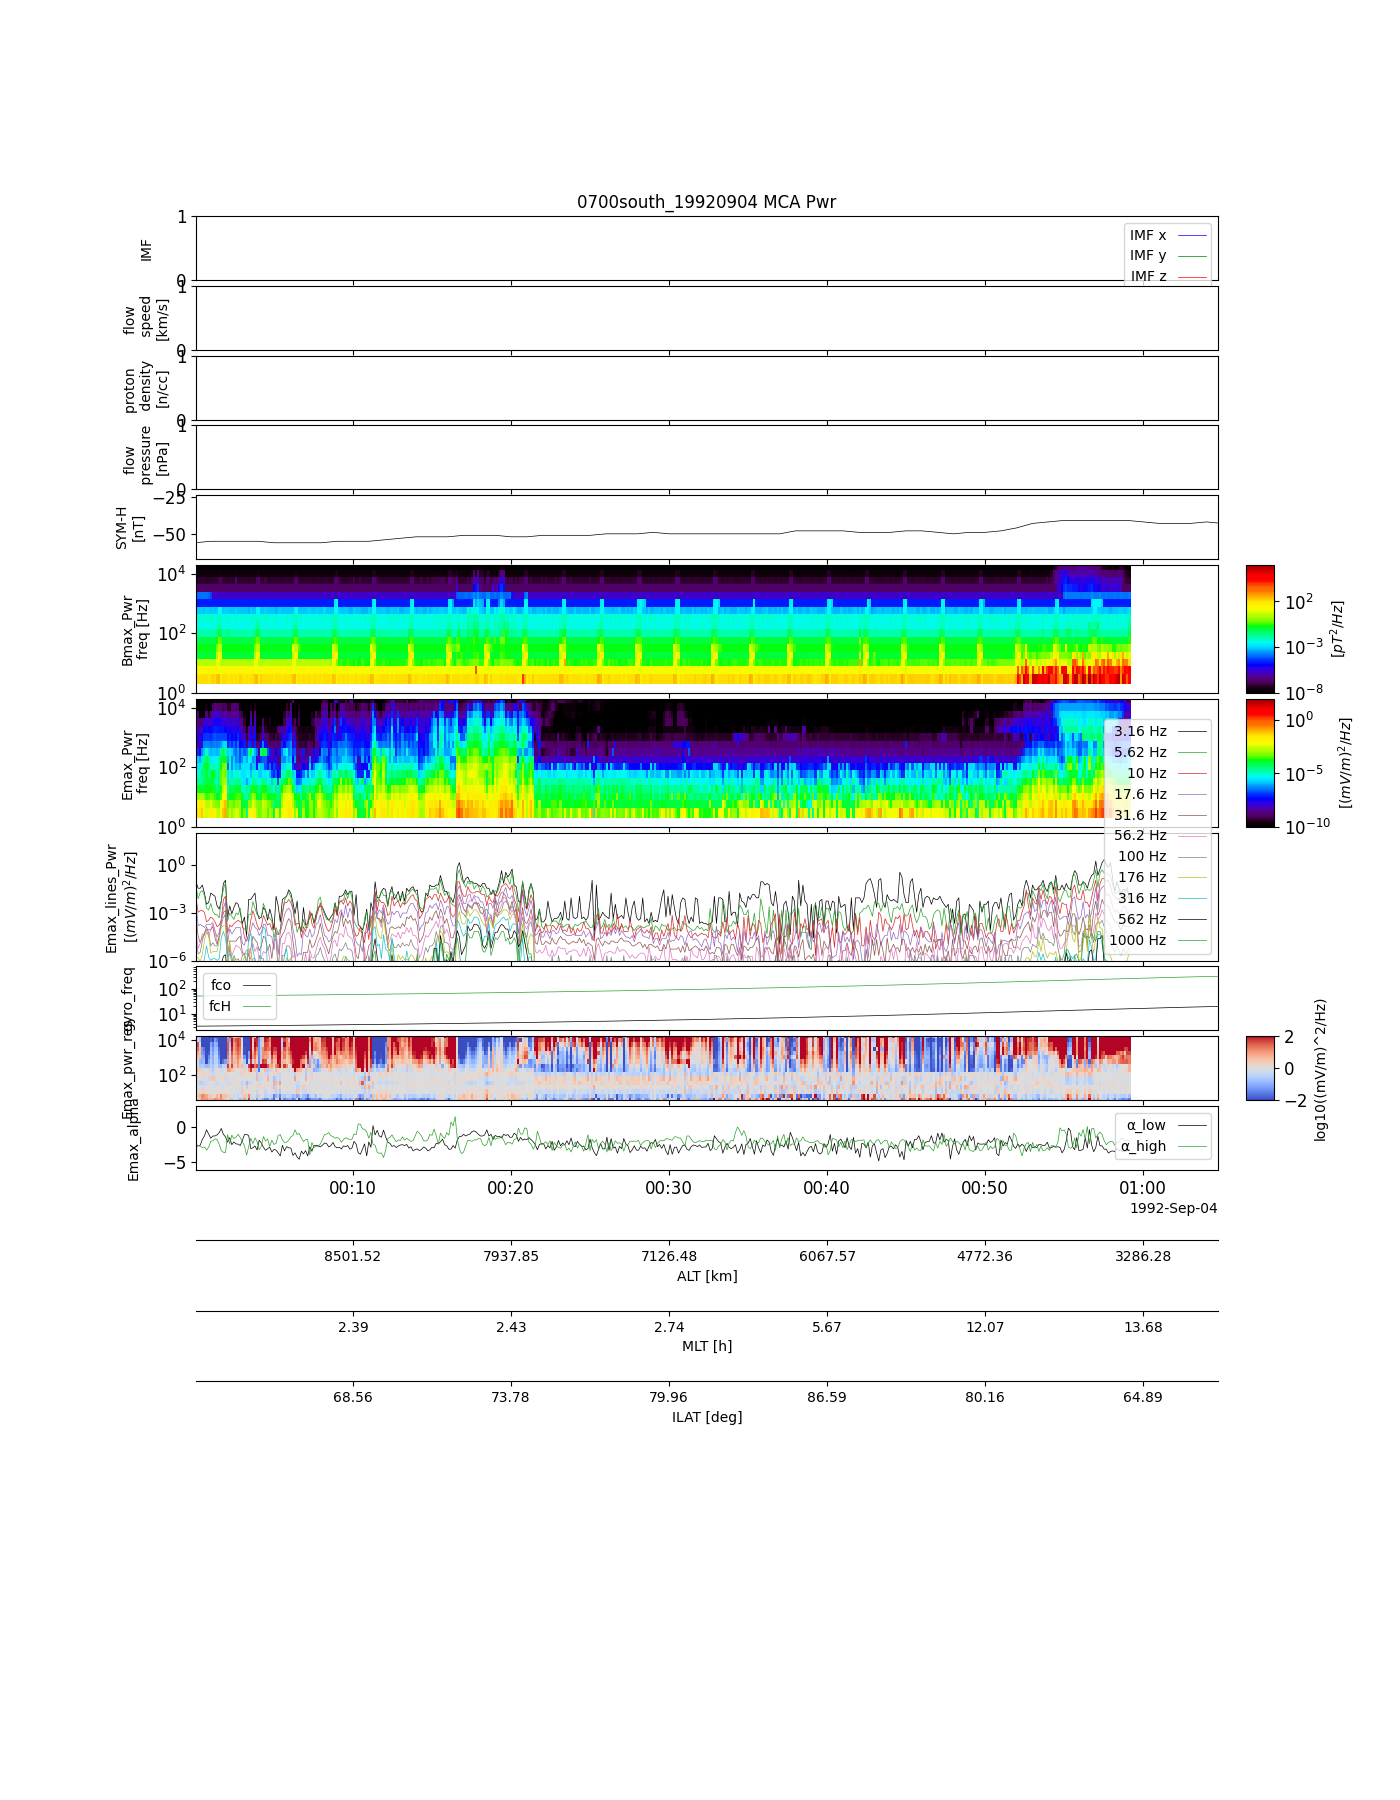 0700south_19920904 MCA Pwr
1
0
IMF
IMF x
IMF y
IMF z
1
0
flow
speed
[km/s]
1
0
proton
density
[n/cc]
1
0
flow
pressure
[nPa]
−25
−50
SYM-H
[nT]
10^4
10^2
10^0
Bmax_Pwr
freq [Hz]
10^2
10^−3
10^−8
[pT^2/Hz]
10^4
10^2
10^0
Emax_Pwr
freq [Hz]
10^0
10^−5
10^−10
[(mV/m)^2/Hz]
3.16 Hz
5.62 Hz
10 Hz
17.6 Hz
31.6 Hz
56.2 Hz
100 Hz
176 Hz
316 Hz
562 Hz
1000 Hz
10^0
10^−3
10^−6
Emax_lines_Pwr
[(mV/m)^2/Hz]
10^2
10^1
gyro_freq
fco
fcH
10^4
10^2
Emax_pwr_reg
2
0
−2
log10((mV/m)^2/Hz)
0
−5
Emax_alpha
α_low
α_high
00:10 00:20 00:30 00:40 00:50 01:00
1992-Sep-04
8501.52 7937.85 7126.48 6067.57 4772.36 3286.28
ALT [km]
2.39 2.43 2.74 5.67 12.07 13.68
MLT [h]
68.56 73.78 79.96 86.59 80.16 64.89
ILAT [deg]